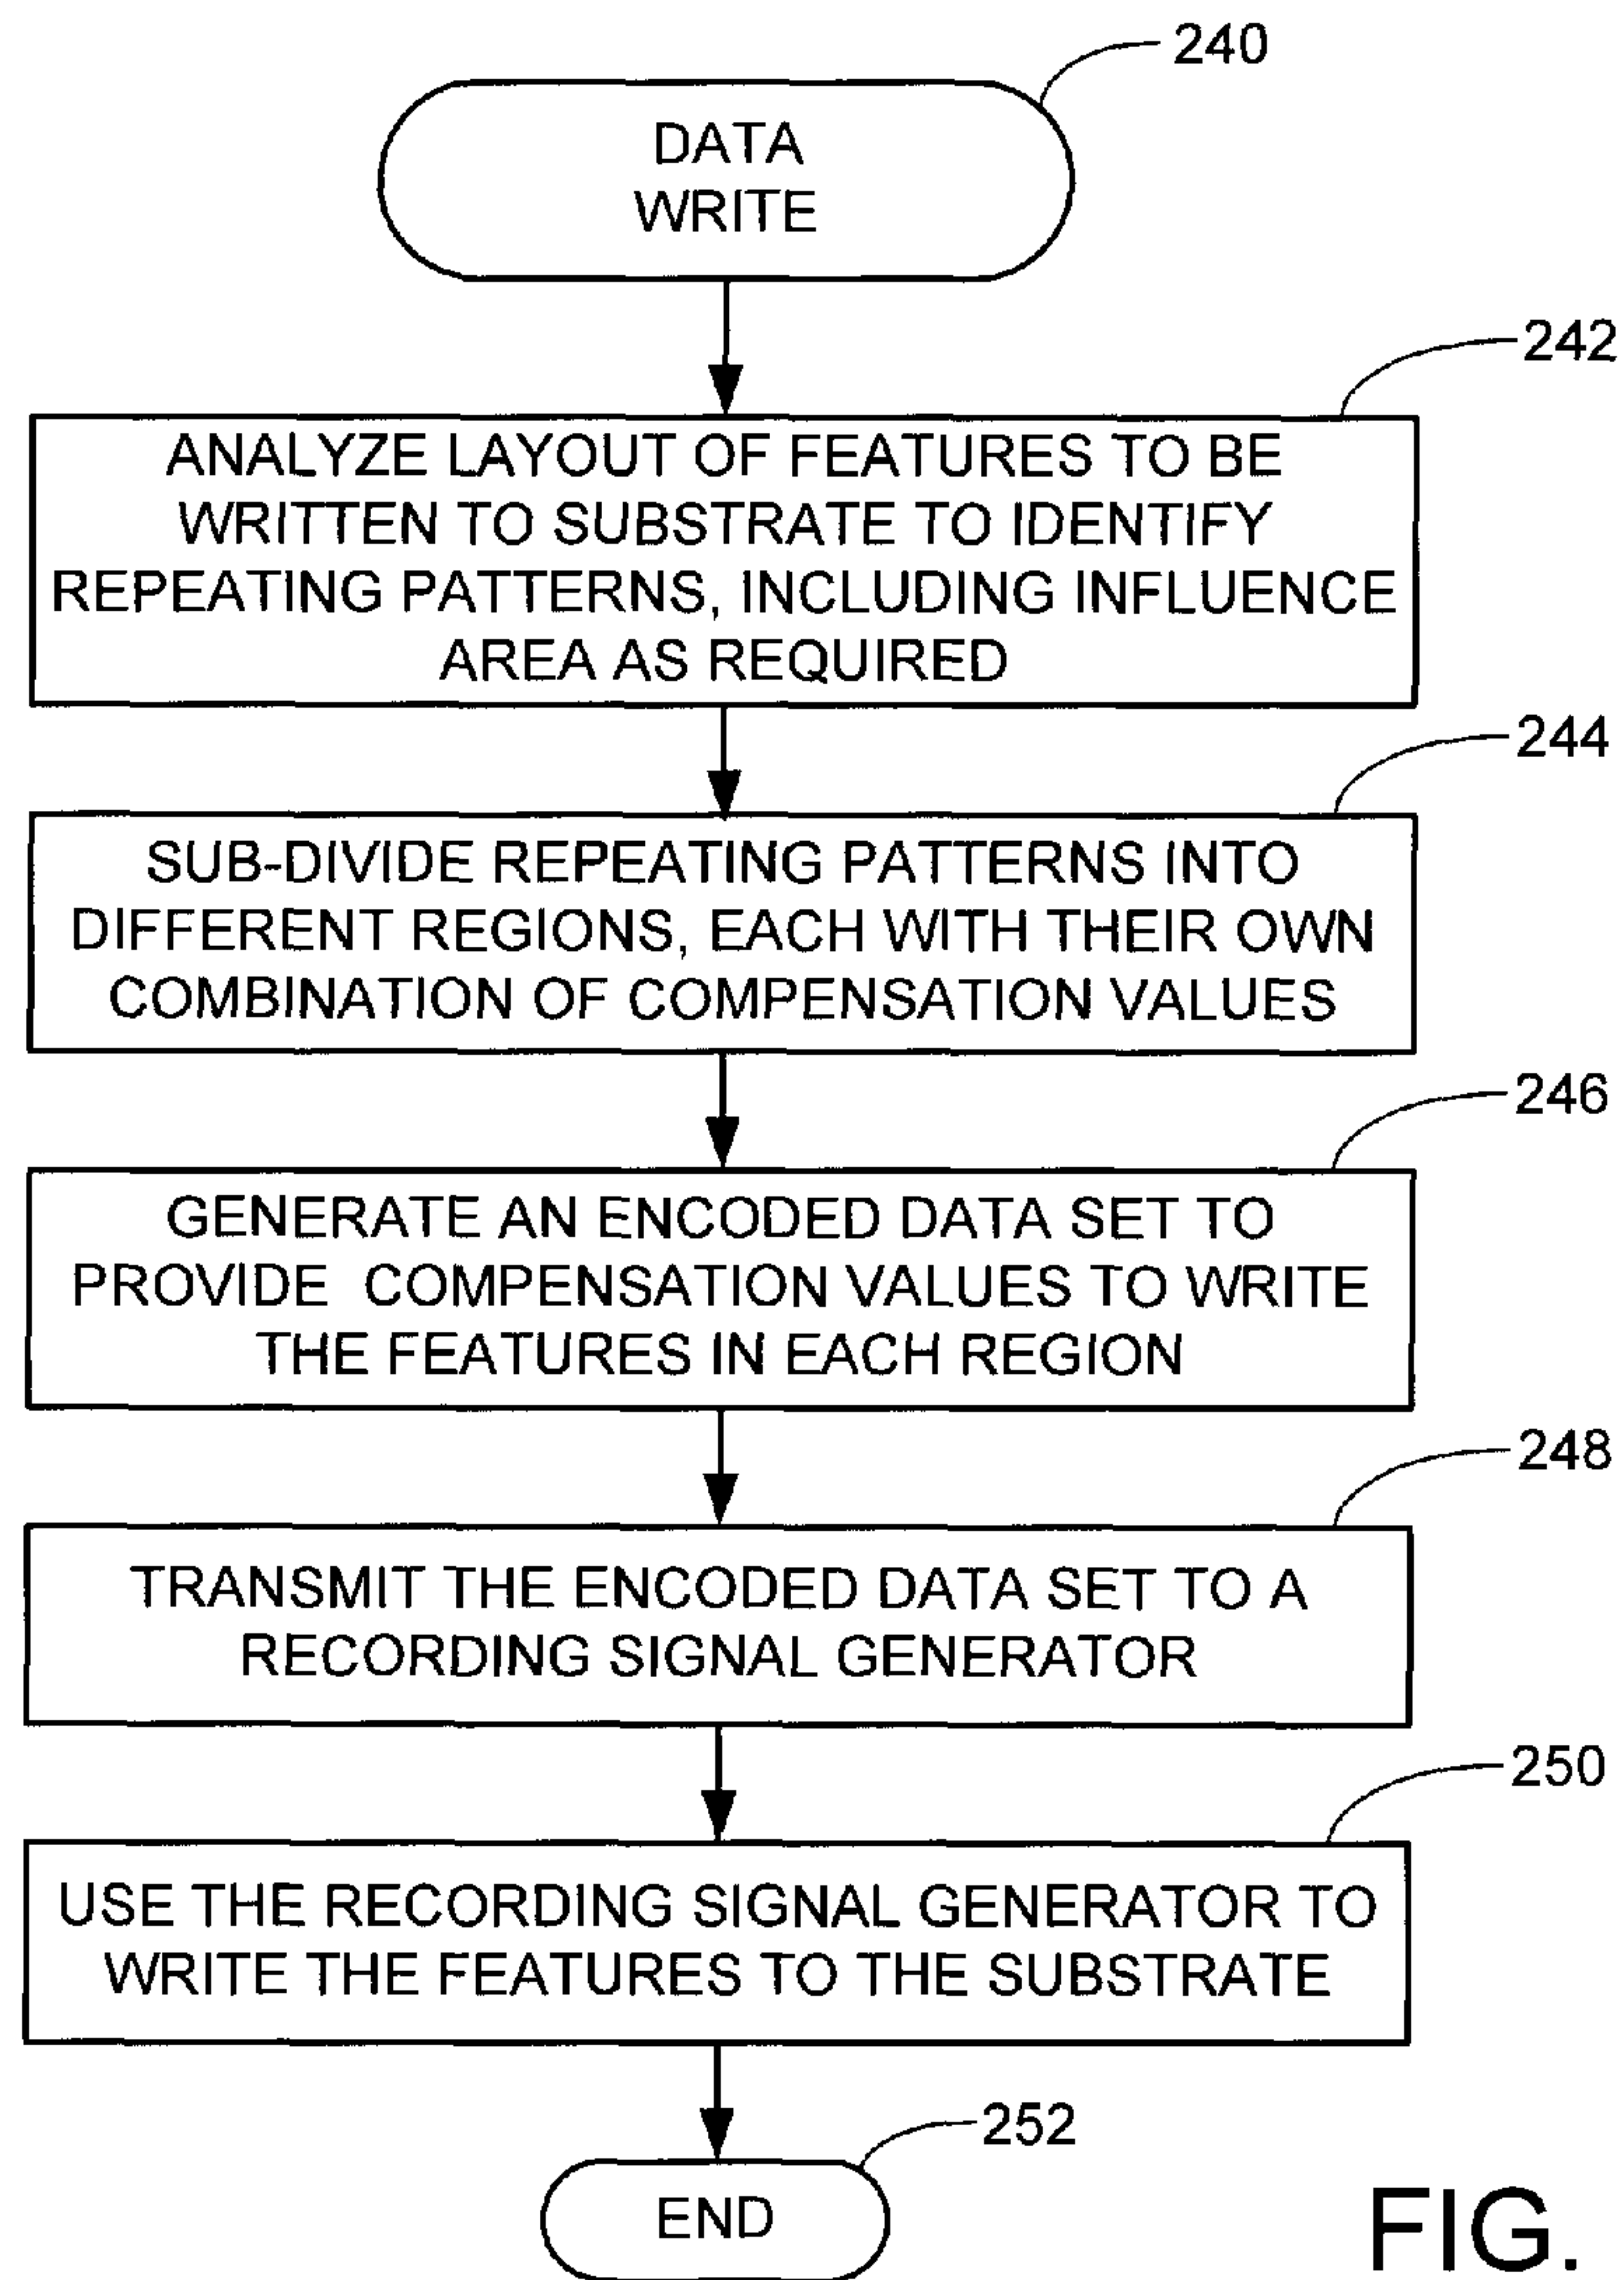 240
DATA
WRITE
242
ANALYZE LAYOUT OF FEATURES TO BE
WRITTEN TO SUBSTRATE TO IDENTIFY
REPEATING PATTERNS, INCLUDING INFLUENCE
AREA AS REQUIRED
244
SUB-DIVIDE REPEATING PATTERNS INTO
DIFFERENT REGIONS, EACH WITH THEIR OWN
COMBINATION OF COMPENSATION VALUES
246
GENERATE AN ENCODED DATA SET TO
PROVIDE COMPENSATION VALUES TO WRITE
THE FEATURES IN EACH REGION
248
TRANSMIT THE ENCODED DATA SET TO A
RECORDING SIGNAL GENERATOR
250
USE THE RECORDING SIGNAL GENERATOR TO
WRITE THE FEATURES TO THE SUBSTRATE
252
END
FIG.